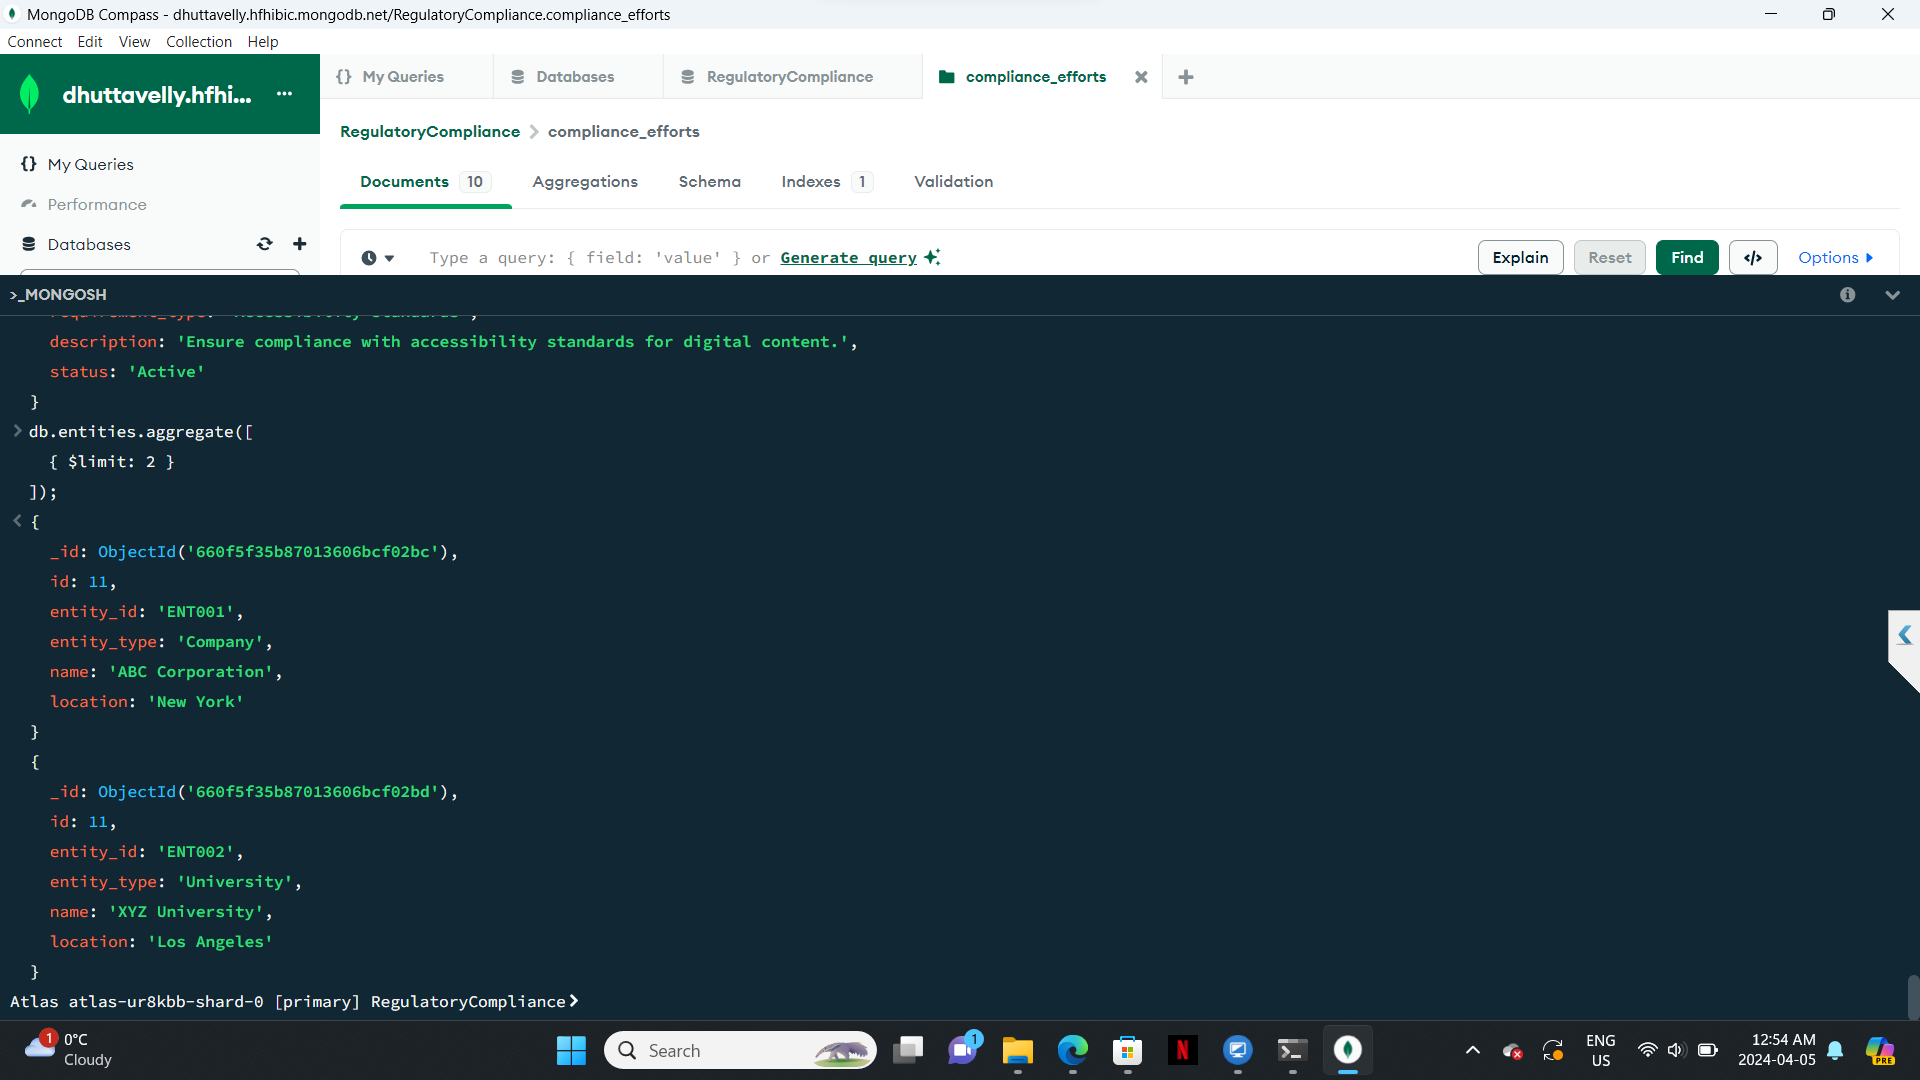 MongoDB Compass - dhuttavelly.hfhibic.mongodb.net/RegulatoryCompliance.compliance_efforts
Connect Edit View Collection Help
dhuttavelly.hfhi... ...
{} My Queries
Databases
RegulatoryCompliance
compliance_efforts
RegulatoryCompliance > compliance_efforts
{} My Queries
Performance
Databases
Documents 10 Aggregations Schema Indexes 1 Validation
Type a query: { field: 'value' } or Generate query
Explain Reset Find </> Options
>_MONGOSH
requirement_type: 'Accessibility Standards',
description: 'Ensure compliance with accessibility standards for digital content.',
status: 'Active'
}
> db.entities.aggregate([
{ $limit: 2 }
]);
< {
_id: ObjectId('660f5f35b87013606bcf02bc'),
id: 11,
entity_id: 'ENT001',
entity_type: 'Company',
name: 'ABC Corporation',
location: 'New York'
}
{
_id: ObjectId('660f5f35b87013606bcf02bd'),
id: 11,
entity_id: 'ENT002',
entity_type: 'University',
name: 'XYZ University',
location: 'Los Angeles'
}
Atlas atlas-ur8kbb-shard-0 [primary] RegulatoryCompliance>
1
0°C
Cloudy
Search
1
N
ENG
US
12:54 AM
2024-04-05
PRE